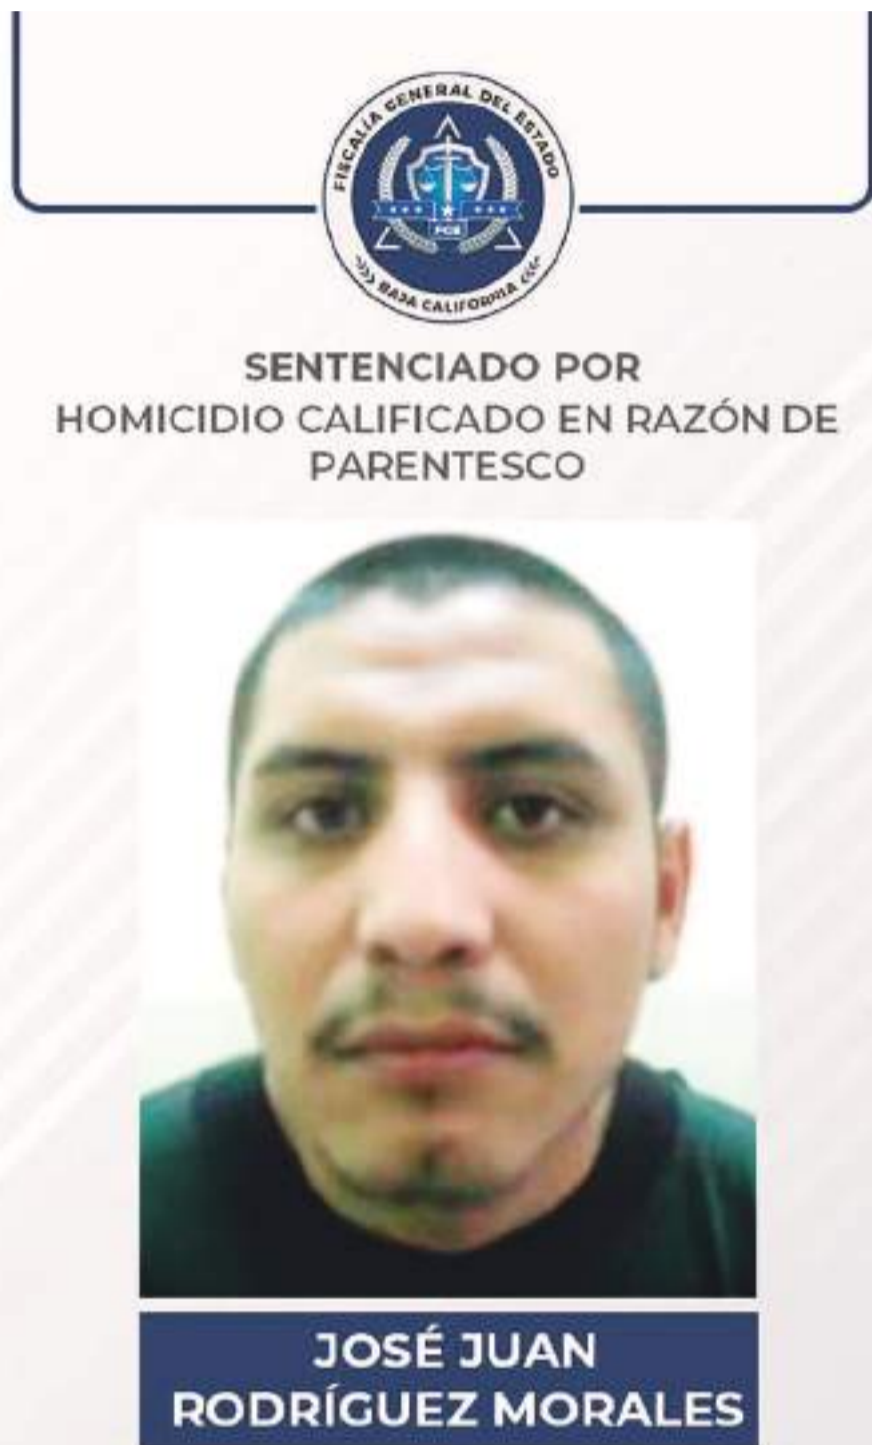 FISCALÍA GENERAL DEL ESTADO
FGE
BAJA CALIFORNIA
SENTENCIADO POR
HOMICIDIO CALIFICADO EN RAZÓN DE
PARENTESCO
JOSÉ JUAN
RODRÍGUEZ MORALES